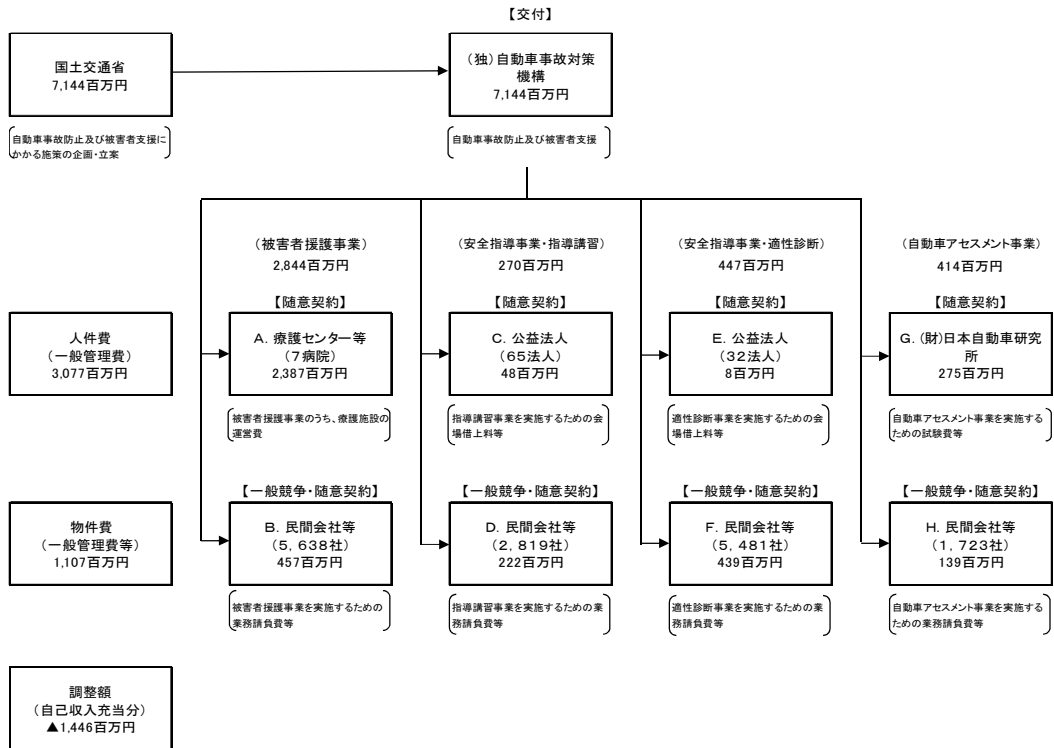 【交付】
国土交通省
7,144百万円
(独)自動車事故対策
機構
7,144百万円
自動車事故防止及び被害者支援に
かかる施策の企画・立案
自動車事故防止及び被害者支援
(被害者援護事業)
2,844百万円
(安全指導事業・指導講習)
270百万円
(安全指導事業・適性診断)
447百万円
(自動車アセスメント事業)
414百万円
【随意契約】
【随意契約】
【随意契約】
【随意契約】
人件費
(一般管理費)
3,077百万円
A. 療護センター等
(7病院)
2,387百万円
C. 公益法人
(65法人)
48百万円
E. 公益法人
(32法人)
8百万円
G. (財)日本自動車研究
所
275百万円
被害者援護事業のうち、療護施設の
運営費
指導講習事業を実施するための会
場借上料等
適性診断事業を実施するための会
場借上料等
自動車アセスメント事業を実施する
ための試験費等
【一般競争・随意契約】
【一般競争・随意契約】
【一般競争・随意契約】
【一般競争・随意契約】
物件費
(一般管理費等)
1,107百万円
B. 民間会社等
(5,638社)
457百万円
D. 民間会社等
(2,819社)
222百万円
F. 民間会社等
(5,481社)
439百万円
H. 民間会社等
(1,723社)
139百万円
被害者援護事業を実施するための
業務請負費等
指導講習事業を実施するための業
務請負費等
適性診断事業を実施するための業
務請負費等
自動車アセスメント事業を実施する
ための業務請負費等
調整額
(自己収入充当分)
▲1,446百万円